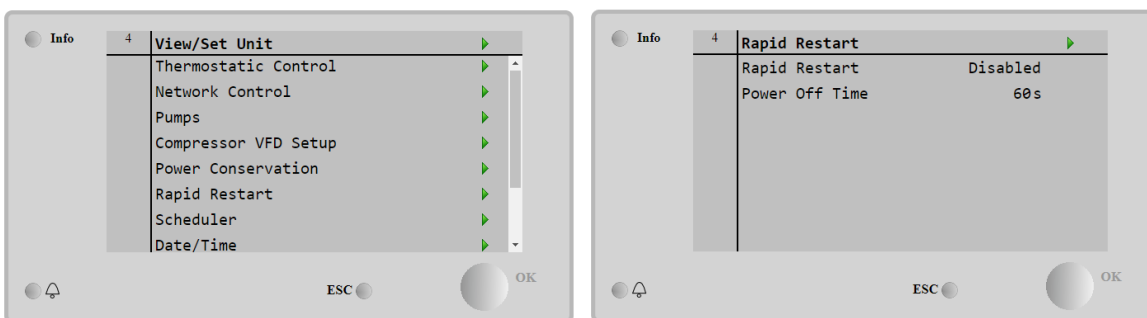 Info
4 View/Set Unit
Thermostatic Control
Network Control
Pumps
Compressor VFD Setup
Power Conservation
Rapid Restart
Scheduler
Date/Time
ESC
OK
Info
4 Rapid Restart
Rapid Restart Disabled
Power Off Time 60s
ESC
OK